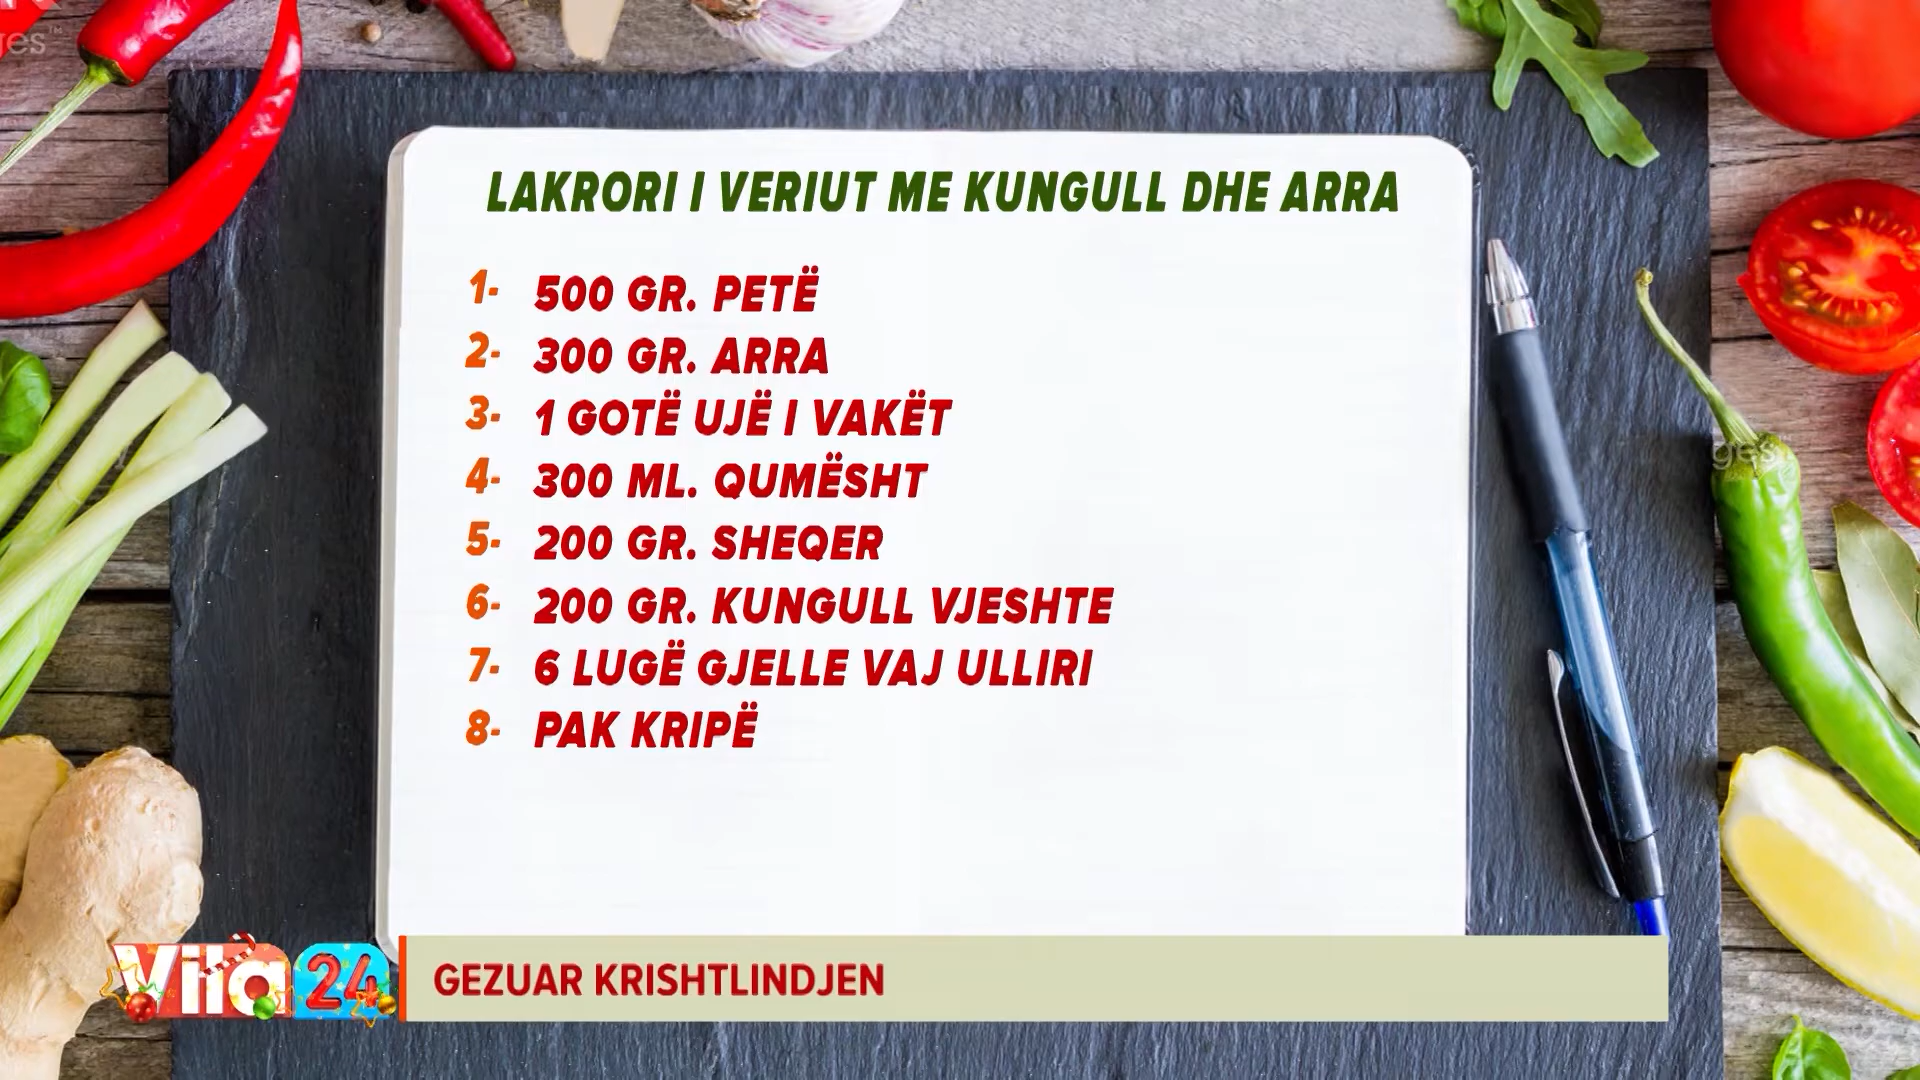 LAKRORI I VERIUT ME KUNGULL DHE ARRA
1- 500 GR. PETË
2- 300 GR. ARRA
3- 1 GOTË UJË I VAKËT
4- 300 ML. QUMËSHT
5- 200 GR. SHEQER
6- 200 GR. KUNGULL VJESHTE
7- 6 LUGË GJELLE VAJ ULLIRI
8- PAK KRIPË
Vita 24
GEZUAR KRISHTLINDJEN